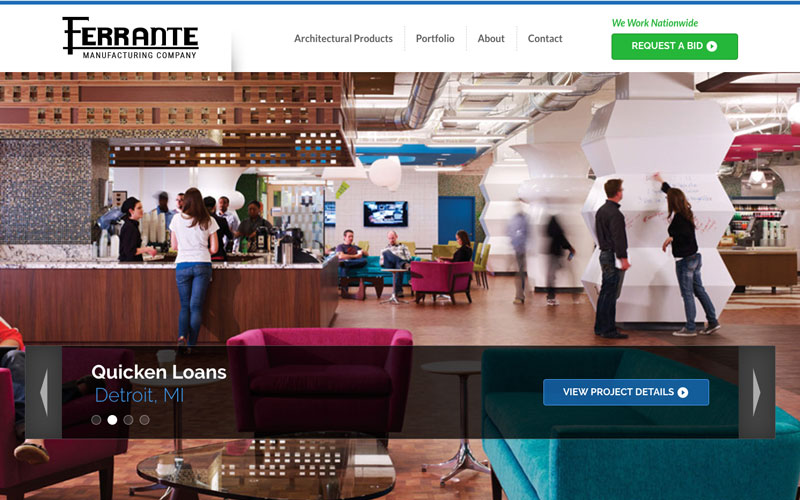 FERRANTE
MANUFACTURING COMPANY
Architectural Products
Portfolio
About
Contact
We Work Nationwide
REQUEST A BID
Quicken Loans
Detroit, MI
VIEW PROJECT DETAILS